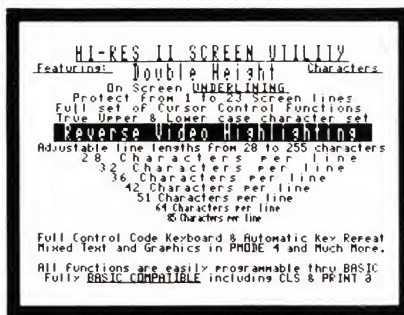 HI-RES II SCREEN UTILITY
Featuring: Double Height Characters
On Screen UNDERLINING
Protect from 1 to 23 Screen lines
Full set of Cursor Control Functions
True Upper & Lower case character set
Reverse Video Highlighting
Adjustable line lengths from 28 to 255 characters
28 Characters per line
32 Characters per line
36 Characters per line
42 Characters per line
51 Characters per line
64 Characters per line
85 Characters per line
Full Control Code Keyboard & Automatic Key Repeat
Mixed Text and Graphics in PMODE 4 and Much More.
All functions are easily programmable thru BASIC
Fully BASIC COMPATIBLE including CLS & PRINT @